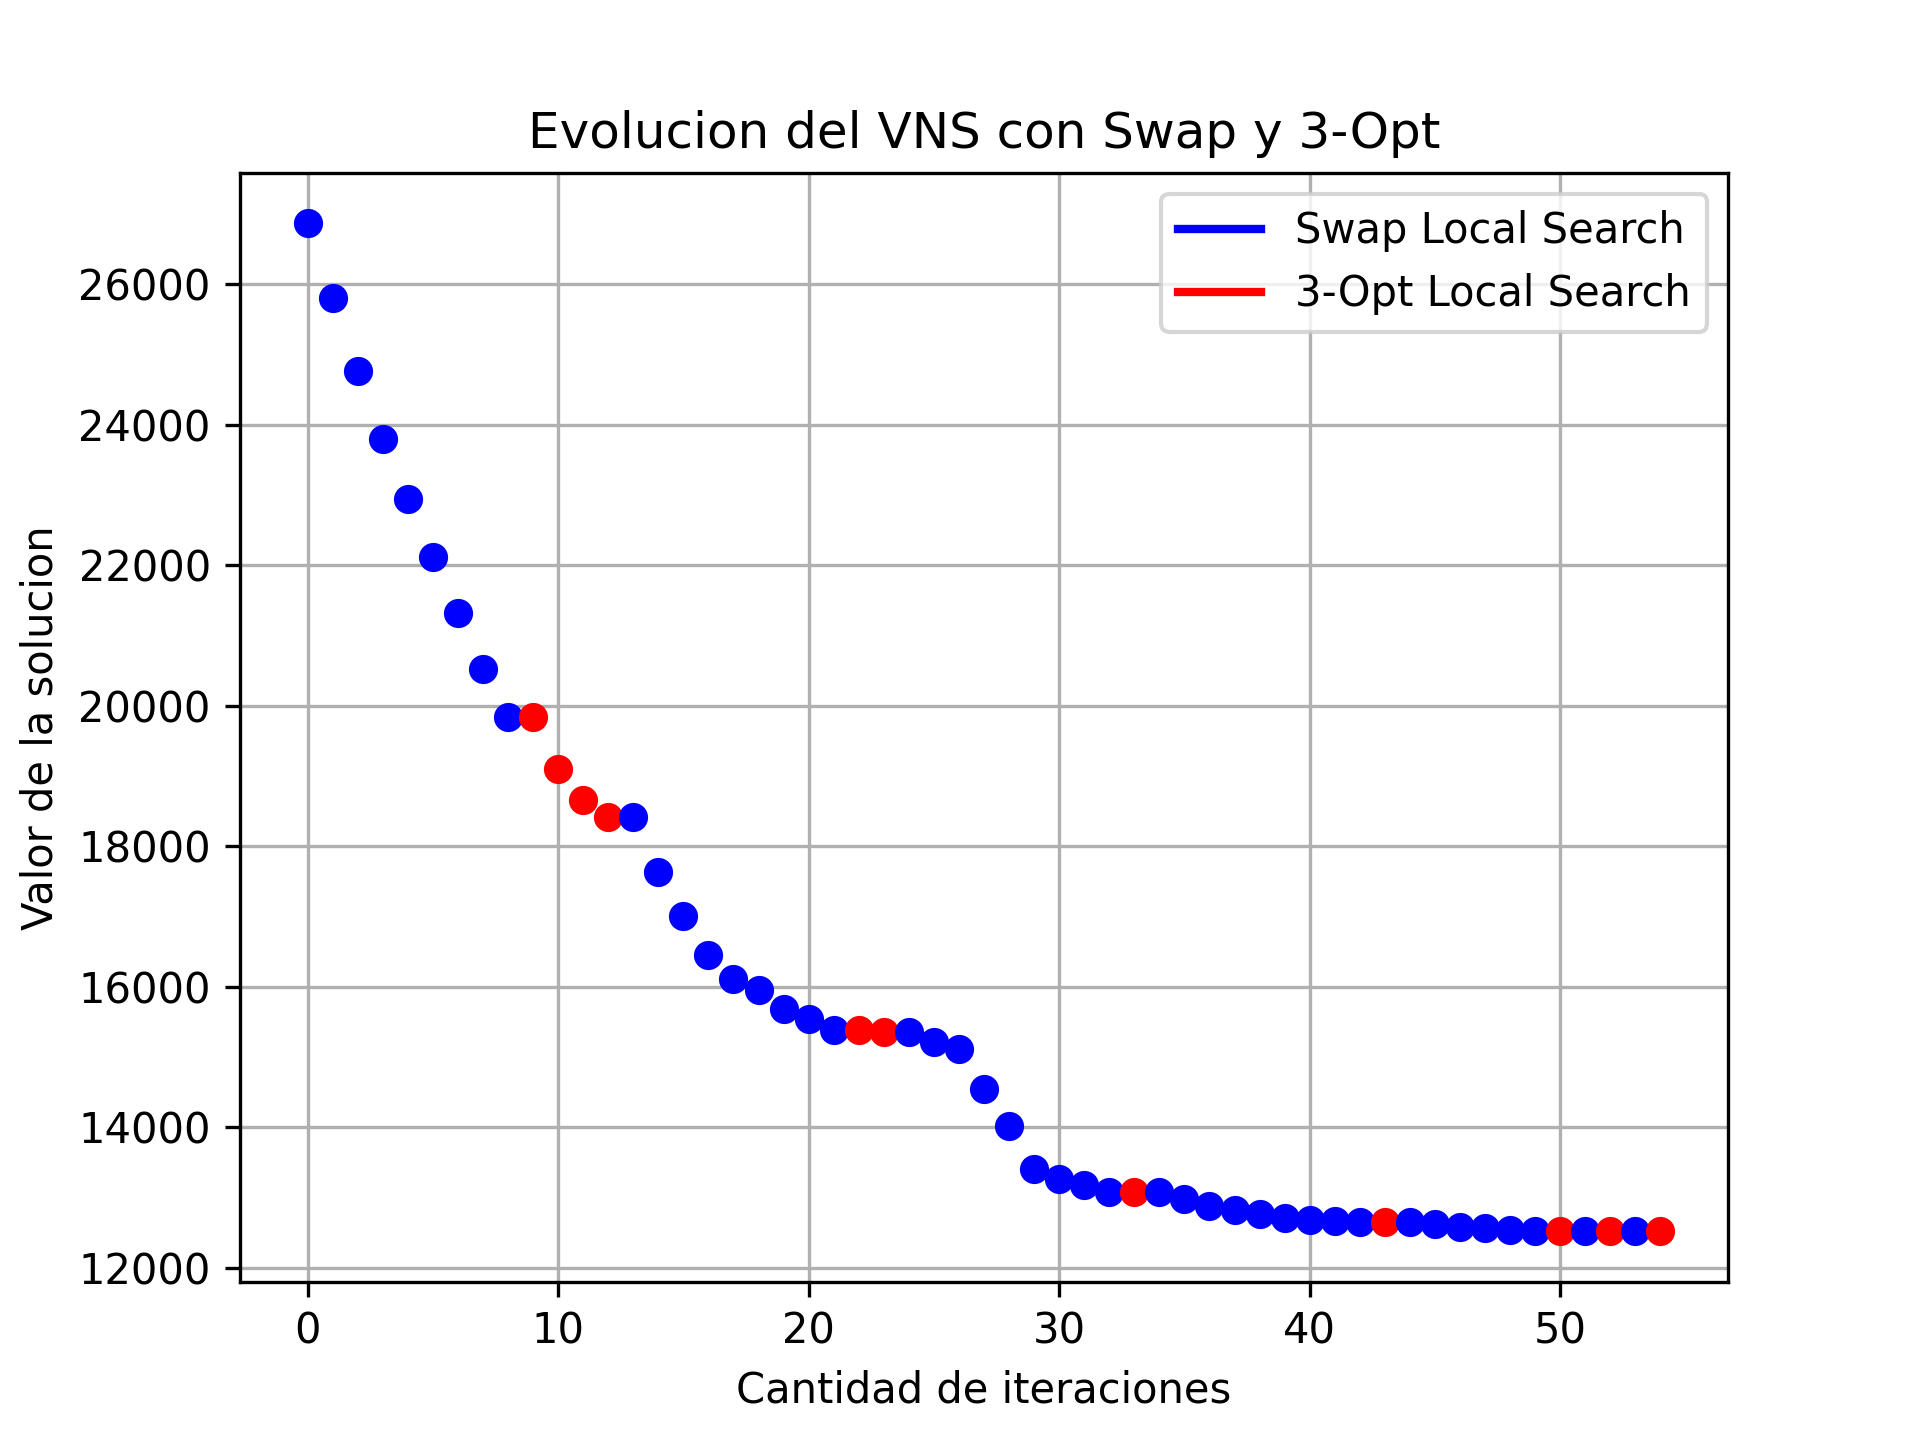 Evolucion del VNS con Swap y 3-Opt
Swap Local Search
3-Opt Local Search
Valor de la solucion
26000
24000
22000
20000
18000
16000
14000
12000
0 10 20 30 40 50
Cantidad de iteraciones